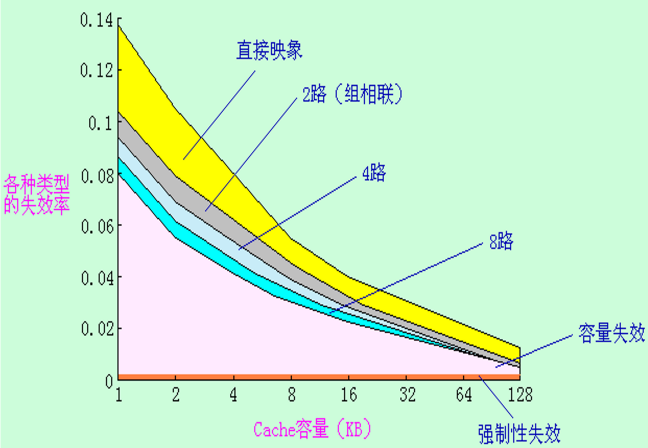 0.14
直接映象
0.12
2路（组相联）
0.1
各种类型
的失效率
0.08
4路
0.06
8路
0.04
0.02
容量失效
0
1 2 4 8 16 32 64 128
Cache容量（KB）
强制性失效